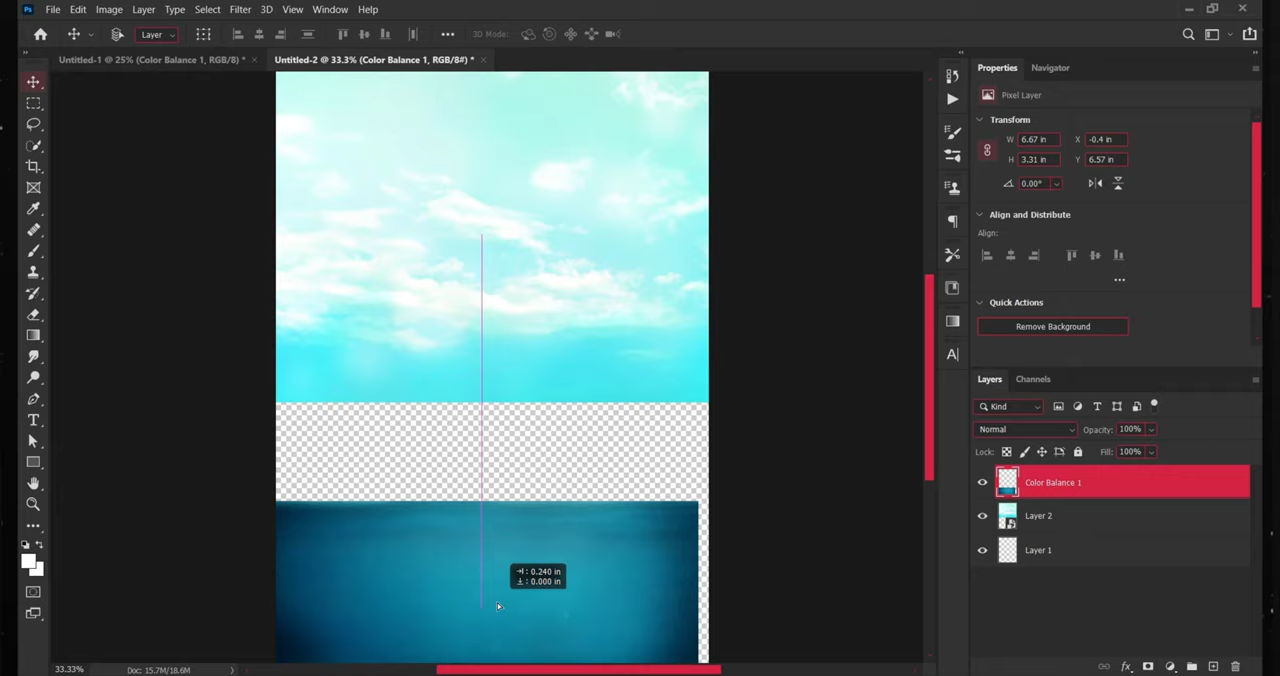 Ps File Edit Image Layer Type Select Filter 3D View Window Help
Layer 3D Mode:
Untitled-1 @ 25% (Color Balance 1, RGB/8) * × Untitled-2 @ 33.3% (Color Balance 1, RGB/8#) * ×
Properties Navigator
Pixel Layer
Transform
W 6.67 in X -0.4 in
H 3.31 in Y 6.57 in
0.00°
Align and Distribute
Align:
Quick Actions
Remove Background
Layers Channels
Kind
Normal Opacity: 100%
Lock: Fill: 100%
Color Balance 1
Layer 2
Layer 1
: 0.240 in
: 0.000 in
33.33% Doc: 15.7M/18.6M